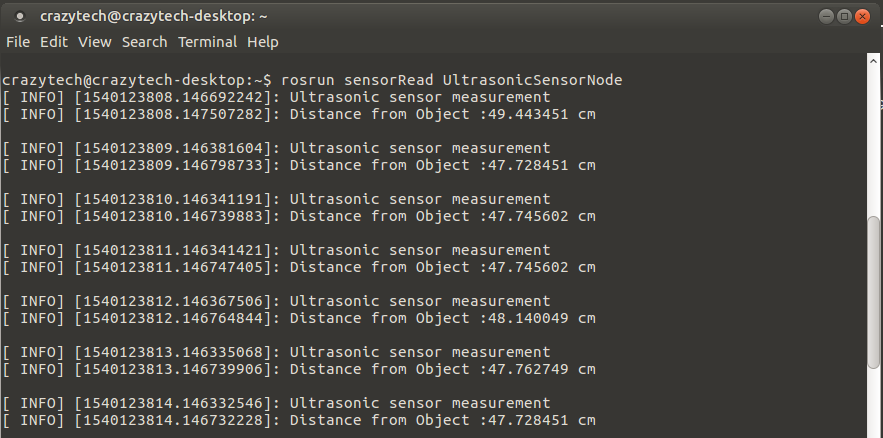 crazytech@crazytech-desktop: ~
File Edit View Search Terminal Help
crazytech@crazytech-desktop:~$ rosrun sensorRead UltrasonicSensorNode
[ INFO] [1540123808.146692242]: Ultrasonic sensor measurement
[ INFO] [1540123808.147507282]: Distance from Object :49.443451 cm
[ INFO] [1540123809.146381604]: Ultrasonic sensor measurement
[ INFO] [1540123809.146798733]: Distance from Object :47.728451 cm
[ INFO] [1540123810.146341191]: Ultrasonic sensor measurement
[ INFO] [1540123810.146739883]: Distance from Object :47.745602 cm
[ INFO] [1540123811.146341421]: Ultrasonic sensor measurement
[ INFO] [1540123811.146747405]: Distance from Object :47.745602 cm
[ INFO] [1540123812.146367506]: Ultrasonic sensor measurement
[ INFO] [1540123812.146764844]: Distance from Object :48.140049 cm
[ INFO] [1540123813.146335068]: Ultrasonic sensor measurement
[ INFO] [1540123813.146739906]: Distance from Object :47.762749 cm
[ INFO] [1540123814.146332546]: Ultrasonic sensor measurement
[ INFO] [1540123814.146732228]: Distance from Object :47.728451 cm